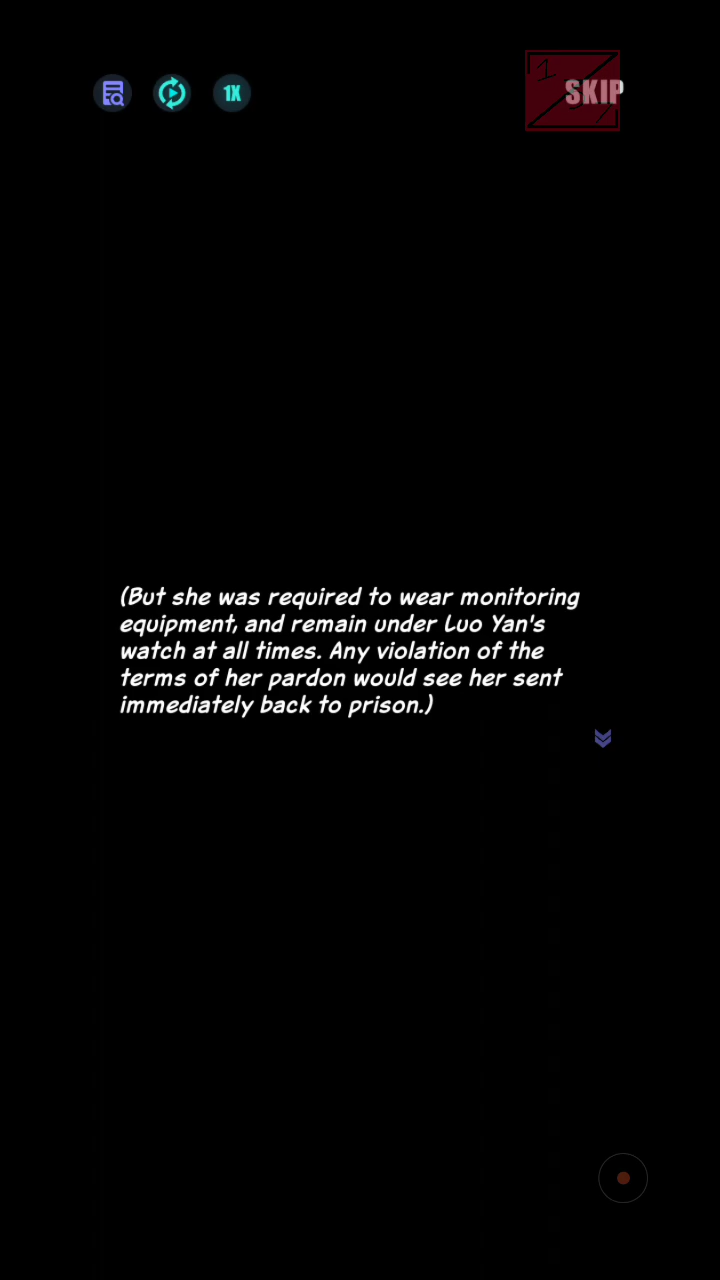 1X
SKIP
(But she was required to wear monitoring
equipment, and remain under Luo Yan's
watch at all times. Any violation of the
terms of her pardon would see her sent
immediately back to prison.)